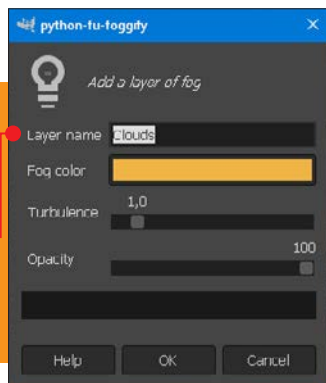 python-fu-foggify
Add a layer of fog
Layer name Clouds
Fog color
Turbulence 1,0
Opacity 100
Help OK Cancel